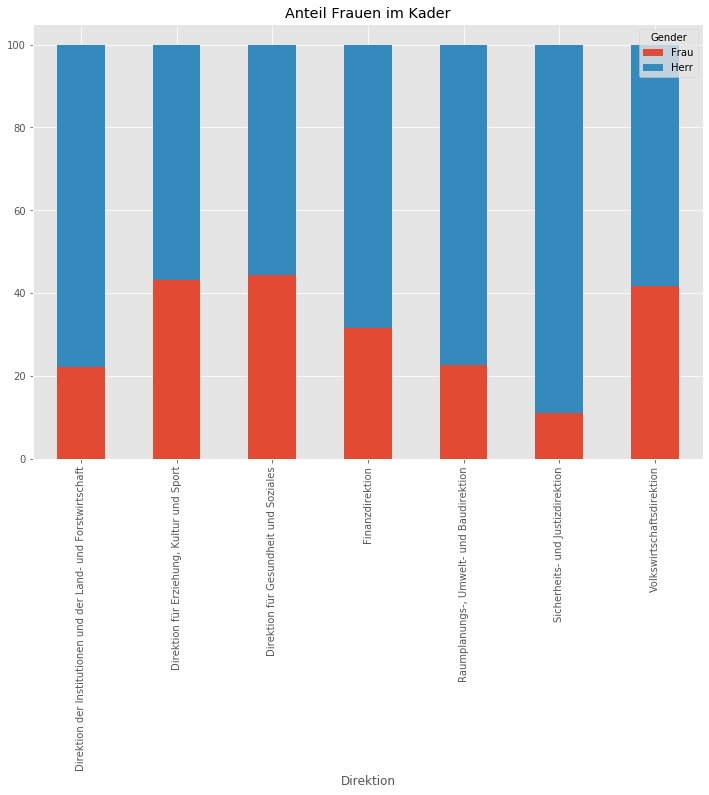 Anteil Frauen im Kader
Gender
Frau
Herr
100
80
60
40
20
0
Direktion der Institutionen und der Land- und Forstwirtschaft
Direktion für Erziehung, Kultur und Sport
Direktion für Gesundheit und Soziales
Finanzdirektion
Raumplanungs-, Umwelt- und Baudirektion
Sicherheits- und Justizdirektion
Volkswirtschaftsdirektion
Direktion